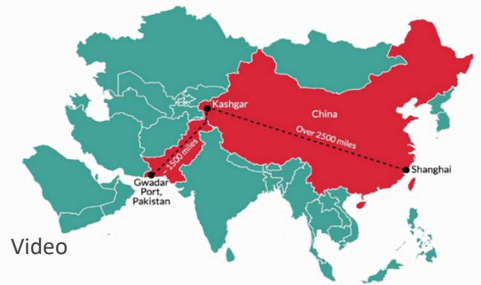 Kashgar
China
Over 2500 miles
1500 miles
Shanghai
Gwadar
Port,
Pakistan
Video